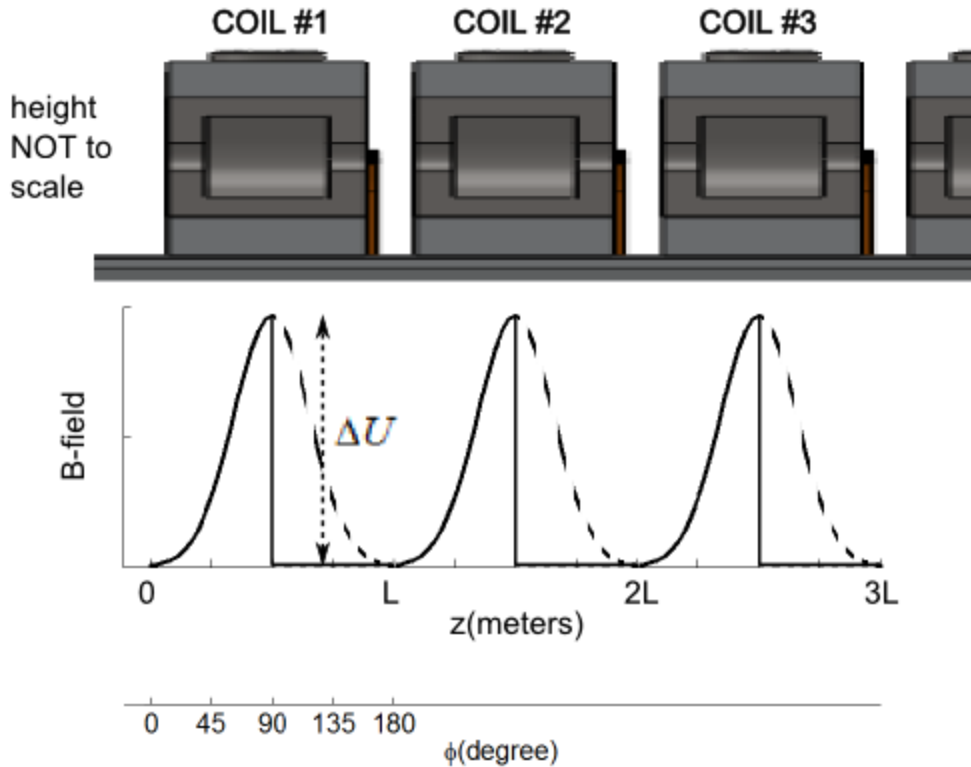 COIL #1 COIL #2 COIL #3
height
NOT to
scale
B-field
ΔU
0 L 2L 3L
z(meters)
0 45 90 135 180
ϕ(degree)